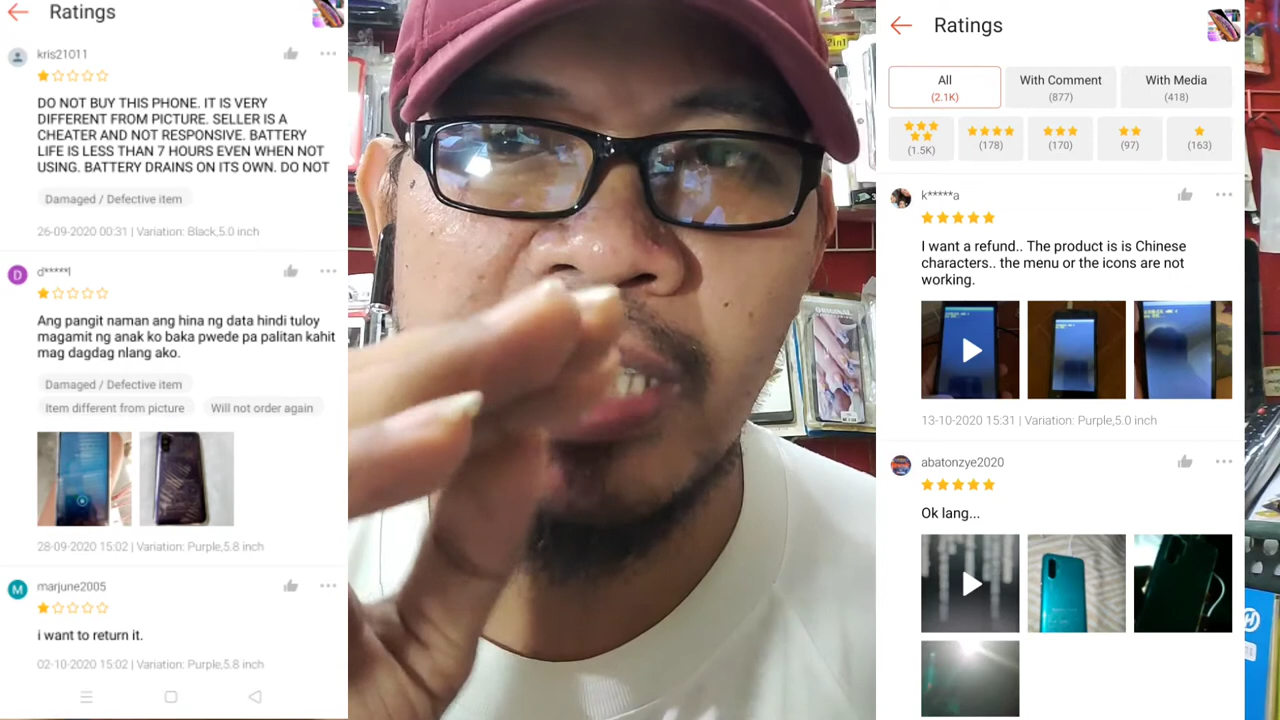 Ratings
kris21011
DO NOT BUY THIS PHONE. IT IS VERY
DIFFERENT FROM PICTURE. SELLER IS A
CHEATER AND NOT RESPONSIVE. BATTERY
LIFE IS LESS THAN 7 HOURS EVEN WHEN NOT
USING. BATTERY DRAINS ON ITS OWN. DO NOT
Damaged / Defective item
26-09-2020 00:31 | Variation: Black,5.0 inch
D
d*****l
Ang pangit naman ang hina ng data hindi tuloy
magamit ng anak ko baka pwede pa palitan kahit
mag dagdag nlang ako.
Damaged / Defective item
Item different from picture
Will not order again
28-09-2020 15:02 | Variation: Purple,5.8 inch
M
marjune2005
i want to return it.
02-10-2020 15:02 | Variation: Purple,5.8 inch
2in1
ORIGINAL
Ratings
All
(2.1K)
With Comment
(877)
With Media
(418)
(1.5K)
(178)
(170)
(97)
(163)
k*****a
I want a refund.. The product is is Chinese
characters.. the menu or the icons are not
working.
13-10-2020 15:31 | Variation: Purple,5.0 inch
abatonzye2020
Ok lang...